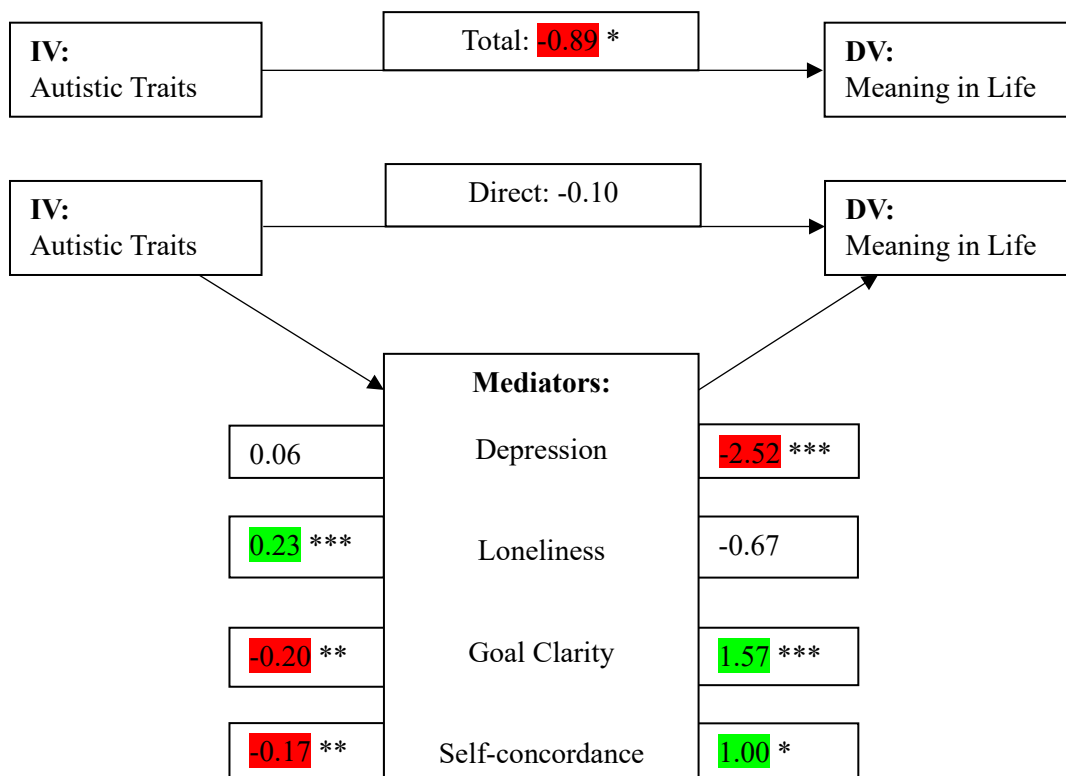 IV:
Autistic Traits
Total: -0.89 *
DV:
Meaning in Life
IV:
Autistic Traits
Direct: -0.10
DV:
Meaning in Life
Mediators:
0.06
Depression
-2.52 ***
0.23 ***
Loneliness
-0.67
-0.20 **
Goal Clarity
1.57 ***
-0.17 **
Self-concordance
1.00 *